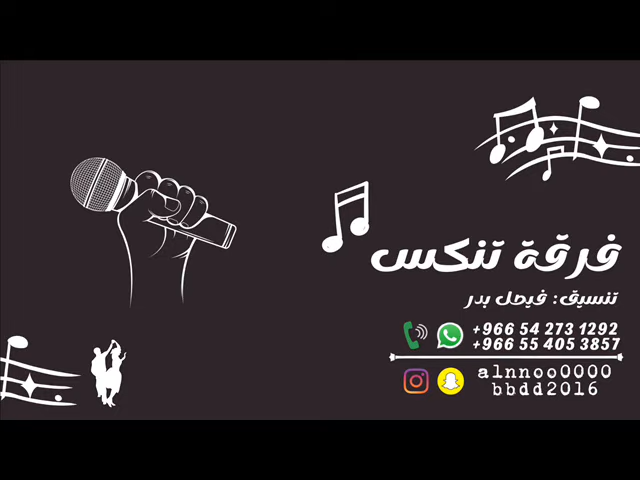 فرقة تنكس
تنسيق: فيصل بدر
+966 54 273 1292
+966 55 405 3857
alnnoo0000
bbdd2016